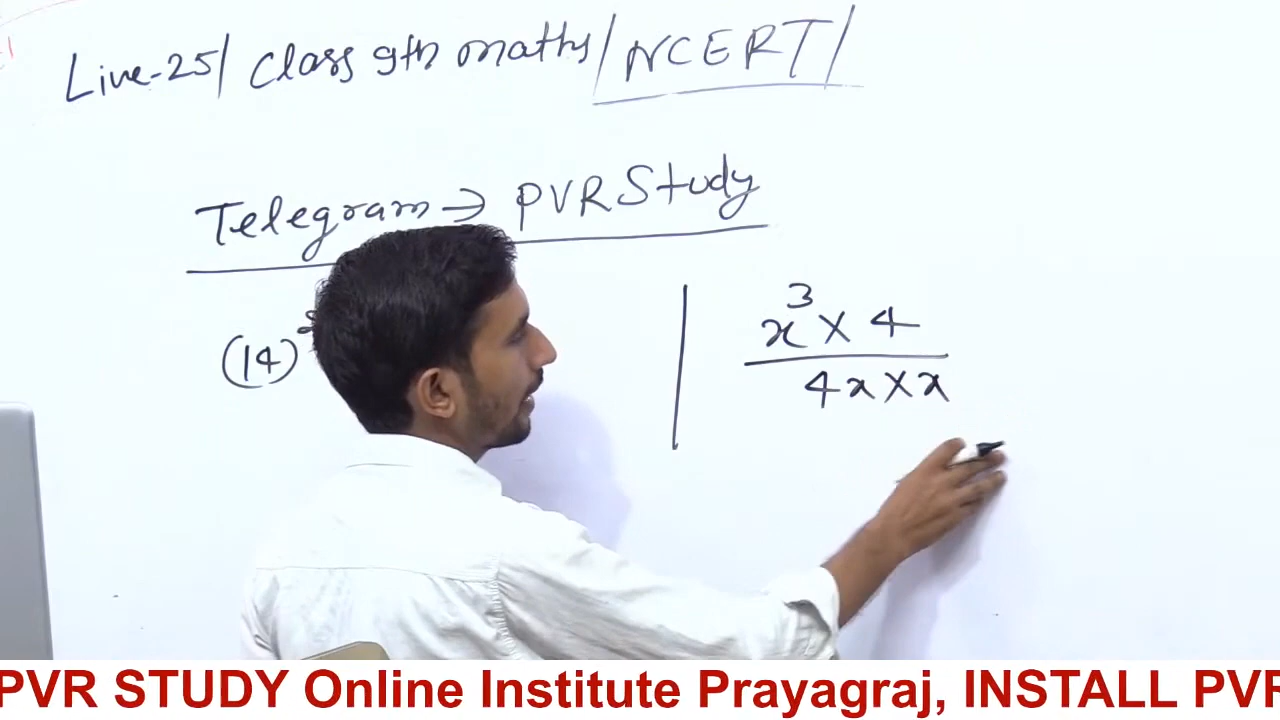 Live-25/ Class 9th maths/NCERT/
Telegram → PVR Study
(14)
x³ × 4
4x × x
PVR STUDY Online Institute Prayagraj, INSTALL PVR